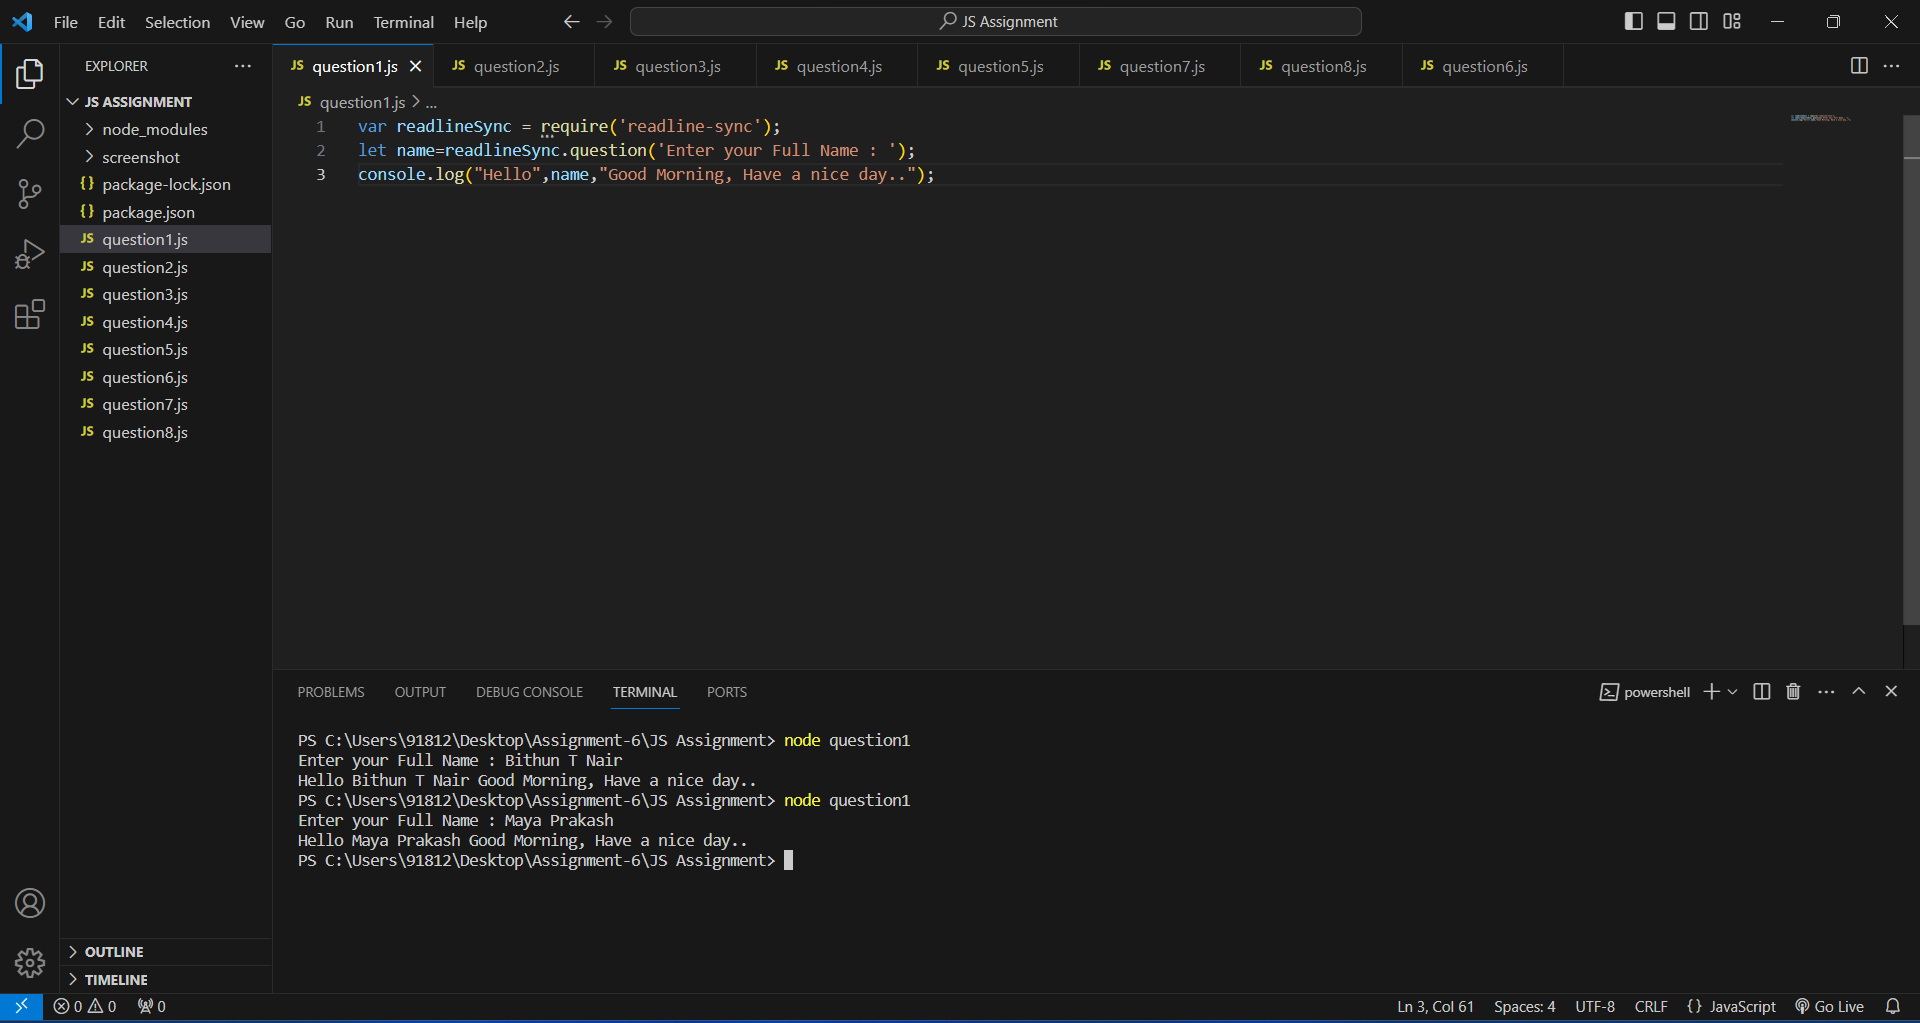 File Edit Selection View Go Run Terminal Help
JS Assignment
EXPLORER
JS ASSIGNMENT
node_modules
screenshot
{} package-lock.json
{} package.json
JS question1.js
JS question2.js
JS question3.js
JS question4.js
JS question5.js
JS question6.js
JS question7.js
JS question8.js
OUTLINE
TIMELINE
JS question1.js JS question2.js JS question3.js JS question4.js JS question5.js JS question7.js JS question8.js JS question6.js
JS question1.js > ...
1 var readlineSync = require('readline-sync');
2 let name=readlineSync.question('Enter your Full Name : ');
3 console.log("Hello",name,"Good Morning, Have a nice day..");
PROBLEMS OUTPUT DEBUG CONSOLE TERMINAL PORTS
powershell
PS C:\Users\91812\Desktop\Assignment-6\JS Assignment> node question1
Enter your Full Name : Bithun T Nair
Hello Bithun T Nair Good Morning, Have a nice day..
PS C:\Users\91812\Desktop\Assignment-6\JS Assignment> node question1
Enter your Full Name : Maya Prakash
Hello Maya Prakash Good Morning, Have a nice day..
PS C:\Users\91812\Desktop\Assignment-6\JS Assignment>
0 0 0
Ln 3, Col 61 Spaces: 4 UTF-8 CRLF {} JavaScript Go Live